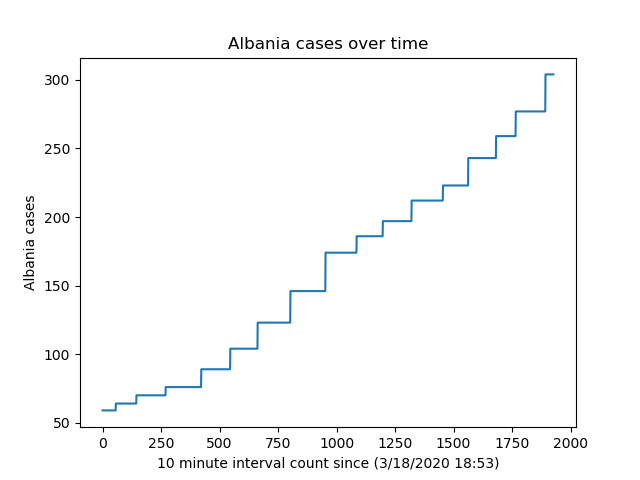 Albania cases over time
Albania cases
300
250
200
150
100
50
0 250 500 750 1000 1250 1500 1750 2000
10 minute interval count since (3/18/2020 18:53)